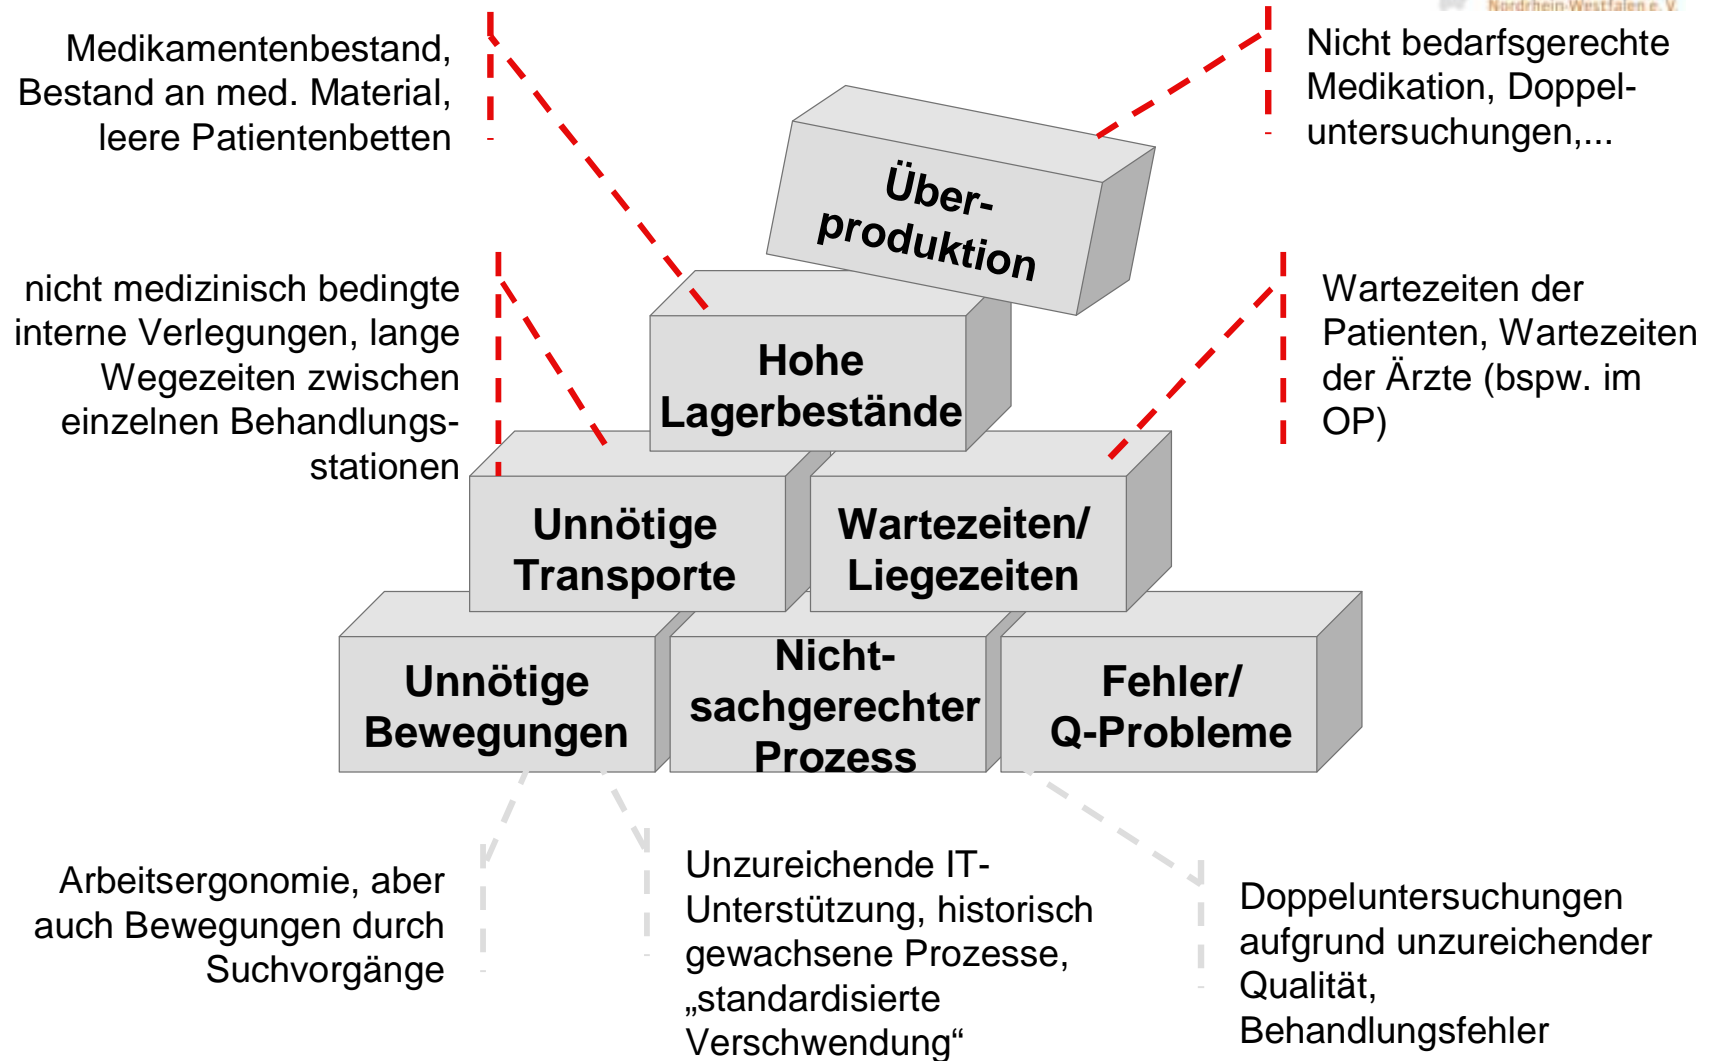 Nordrhein-Westfalen e. V.
Medikamentenbestand,
Bestand an med. Material,
leere Patientenbetten
Nicht bedarfsgerechte
Medikation, Doppel-
untersuchungen,...
Über-
produktion
nicht medizinisch bedingte
interne Verlegungen, lange
Wegezeiten zwischen
einzelnen Behandlungs-
stationen
Wartezeiten der
Patienten, Wartezeiten
der Ärzte (bspw. im
OP)
Hohe
Lagerbestände
Unnötige
Transporte
Wartezeiten/
Liegezeiten
Unnötige
Bewegungen
Nicht-
sachgerechter
Prozess
Fehler/
Q-Probleme
Arbeitsergonomie, aber
auch Bewegungen durch
Suchvorgänge
Unzureichende IT-
Unterstützung, historisch
gewachsene Prozesse,
„standardisierte
Verschwendung“
Doppeluntersuchungen
aufgrund unzureichender
Qualität,
Behandlungsfehler